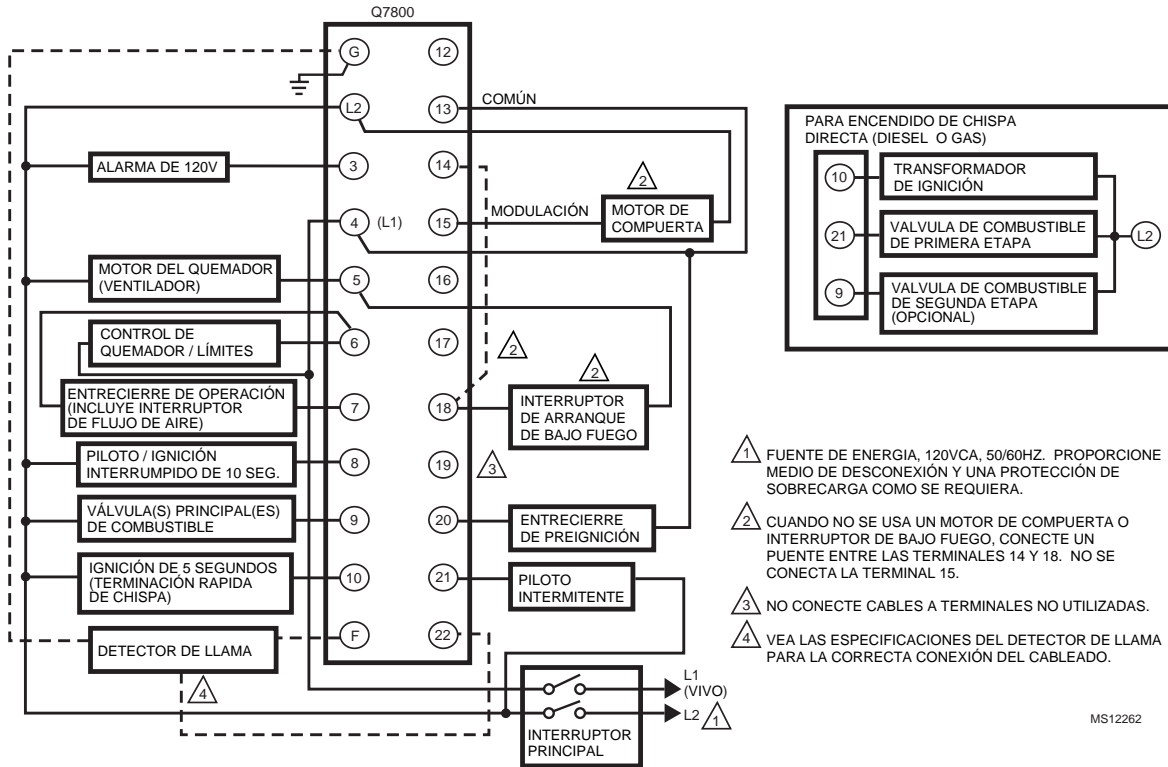 Q7800
G
12
L2
13
COMÚN
ALARMA DE 120V
3
14
4
(L1)
15
MODULACIÓN
2
MOTOR DE
COMPUERTA
MOTOR DEL QUEMADOR
(VENTILADOR)
5
16
CONTROL DE
QUEMADOR / LÍMITES
6
17
2
ENTRECIERRE DE OPERACIÓN
(INCLUYE INTERRUPTOR
DE FLUJO DE AIRE)
7
18
2
INTERRUPTOR
DE ARRANQUE
DE BAJO FUEGO
PILOTO / IGNICIÓN
INTERRUMPIDO DE 10 SEG.
8
19
3
VÁLVULA(S) PRINCIPAL(ES)
DE COMBUSTIBLE
9
20
ENTRECIERRE
DE PREIGNICIÓN
IGNICIÓN DE 5 SEGUNDOS
(TERMINACIÓN RAPIDA
DE CHISPA)
10
21
PILOTO
INTERMITENTE
DETECTOR DE LLAMA
F
22
4
L1
(VIVO)
L2
1
INTERRUPTOR
PRINCIPAL
PARA ENCENDIDO DE CHISPA
DIRECTA (DIESEL O GAS)
10
TRANSFORMADOR
DE IGNICIÓN
21
VALVULA DE COMBUSTIBLE
DE PRIMERA ETAPA
L2
9
VALVULA DE COMBUSTIBLE
DE SEGUNDA ETAPA
(OPCIONAL)
1 FUENTE DE ENERGIA, 120VCA, 50/60HZ. PROPORCIONE
MEDIO DE DESCONEXIÓN Y UNA PROTECCIÓN DE
SOBRECARGA COMO SE REQUIERA.
2 CUANDO NO SE USA UN MOTOR DE COMPUERTA O
INTERRUPTOR DE BAJO FUEGO, CONECTE UN
PUENTE ENTRE LAS TERMINALES 14 Y 18. NO SE
CONECTA LA TERMINAL 15.
3 NO CONECTE CABLES A TERMINALES NO UTILIZADAS.
4 VEA LAS ESPECIFICACIONES DEL DETECTOR DE LLAMA
PARA LA CORRECTA CONEXIÓN DEL CABLEADO.
MS12262